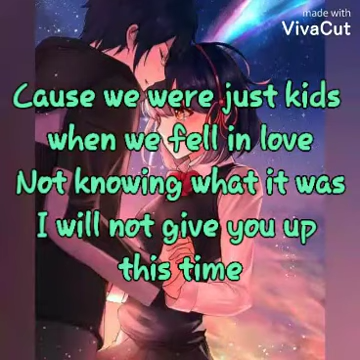 made with
VivaCut
Cause we were just kids
when we fell in love
Not knowing what it was
I will not give you up
this time